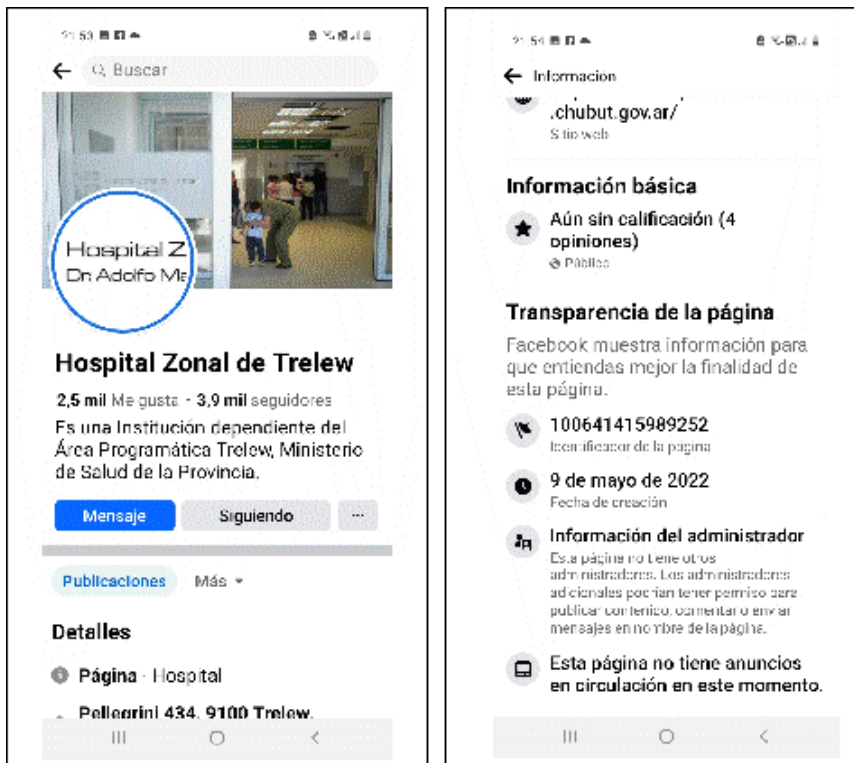 21:53
Buscar
Hospital Z
Dr. Adolfo Ma
Hospital Zonal de Trelew
2,5 mil Me gusta · 3,9 mil seguidores
Es una Institución dependiente del
Área Programática Trelew, Ministerio
de Salud de la Provincia.
Mensaje
Siguiendo
...
Publicaciones
Más
Detalles
Página · Hospital
Pellegrini 434, 9100 Trelew,
21:54
Información
.chubut.gov.ar/
Sitio web
Información básica
Aún sin calificación (4
opiniones)
Público
Transparencia de la página
Facebook muestra información para
que entiendas mejor la finalidad de
esta página.
100641415989252
Identificador de la página
9 de mayo de 2022
Fecha de creación
Información del administrador
Esta página no tiene otros
administradores. Los administradores
adicionales podrían tener permiso para
publicar contenido, comentar o enviar
mensajes en nombre de la página.
Esta página no tiene anuncios
en circulación en este momento.